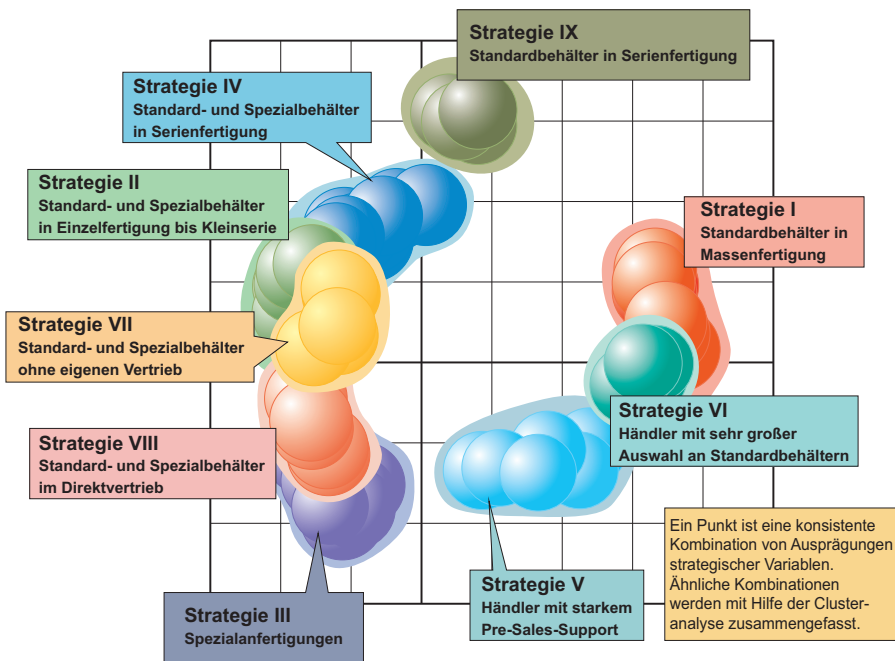 Strategie IX
Standardbehälter in Serienfertigung
Strategie IV
Standard- und Spezialbehälter
in Serienfertigung
Strategie II
Standard- und Spezialbehälter
in Einzelfertigung bis Kleinserie
Strategie I
Standardbehälter in
Massenfertigung
Strategie VII
Standard- und Spezialbehälter
ohne eigenen Vertrieb
Strategie VI
Händler mit sehr großer
Auswahl an Standardbehältern
Strategie VIII
Standard- und Spezialbehälter
im Direktvertrieb
Ein Punkt ist eine konsistente
Kombination von Ausprägungen
strategischer Variablen.
Ähnliche Kombinationen
werden mit Hilfe der Cluster-
analyse zusammengefasst.
Strategie V
Händler mit starkem
Pre-Sales-Support
Strategie III
Spezialanfertigungen